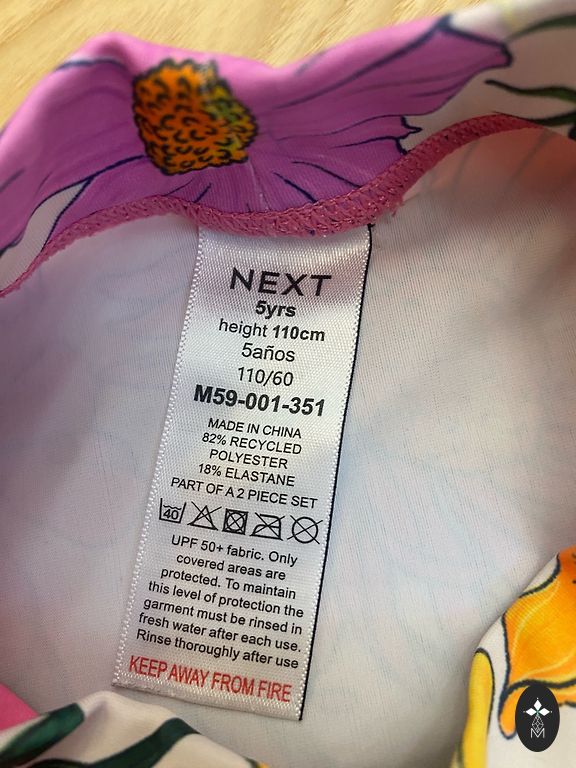 NEXT
5yrs
height 110cm
5años
110/60
M59-001-351
MADE IN CHINA
82% RECYCLED
POLYESTER
18% ELASTANE
PART OF A 2 PIECE SET
40
UPF 50+ fabric. Only
covered areas are
protected. To maintain
this level of protection the
garment must be rinsed in
fresh water after each use.
Rinse thoroughly after use
KEEP AWAY FROM FIRE
M